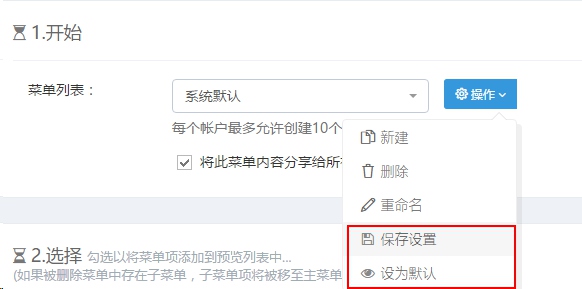 1.开始
菜单列表：
系统默认
操作
每个帐户最多允许创建10个
新建
将此菜单内容分享给所
删除
重命名
保存设置
2.选择 勾选以将菜单项添加到预览列表中...
(如果被删除菜单中存在子菜单，子菜单项将被移至主菜单
设为默认